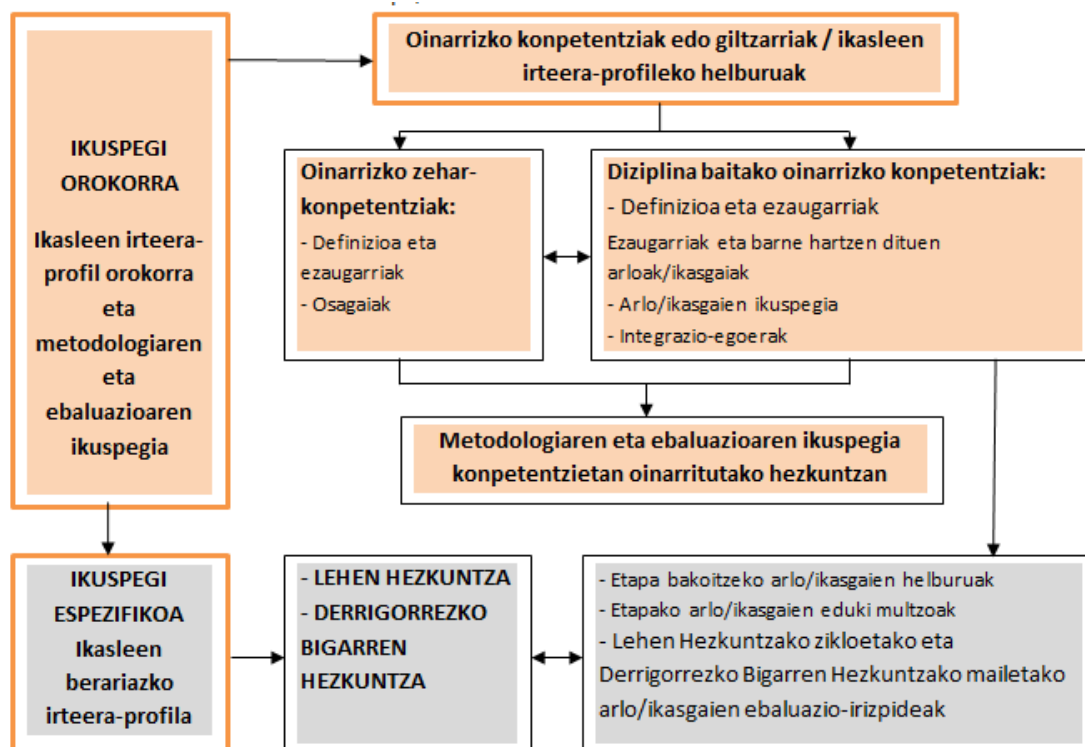 Oinarrizko konpetentziak edo giltzarriak / ikasleen
irteera-profileko helburuak
IKUSPEGI
OROKORRA
Ikasleen irteera-
profil orokorra
eta
metodologiaren
eta
ebaluazioaren
ikuspegia
Oinarrizko zehar-
konpetentziak:
- Definizioa eta
ezaugarriak
- Osagaiak
Diziplina baitako oinarrizko konpetentziak:
- Definizioa eta ezaugarriak
Ezaugarriak eta barne hartzen dituen
arloak/ikasgaiak
- Arlo/ikasgaien ikuspegia
- Integrazio-egoerak
Metodologiaren eta ebaluazioaren ikuspegia
konpetentzietan oinarritutako hezkuntzan
IKUSPEGI
ESPEZIFIKOA
Ikasleen
berariazko
irteera-profila
- LEHEN HEZKUNTZA
- DERRIGORREZKO
BIGARREN
HEZKUNTZA
- Etapa bakoitzeko arlo/ikasgaien helburuak
- Etapako arlo/ikasgaien eduki multzoak
- Lehen Hezkuntzako zikloetako eta
Derrigorrezko Bigarren Hezkuntzako mailetako
arlo/ikasgaien ebaluazio-irizpideak